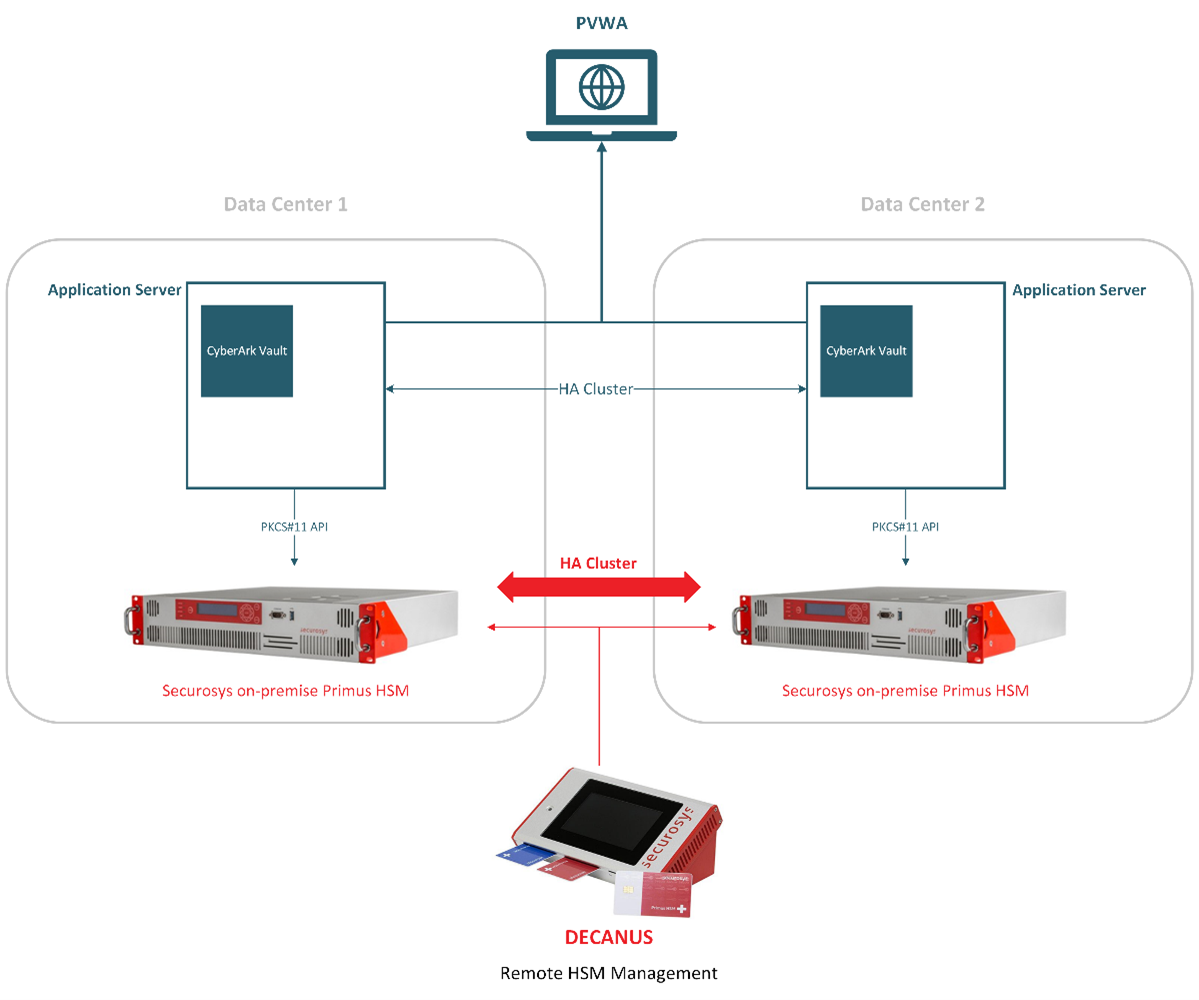 PVWA
Data Center 1
Data Center 2
Application Server
Application Server
CyberArk Vault
CyberArk Vault
HA Cluster
PKCS#11 API
PKCS#11 API
HA Cluster
securosys
securosys
Securosys on-premise Primus HSM
Securosys on-premise Primus HSM
securosys
securosys
Primus HSM
DECANUS
Remote HSM Management